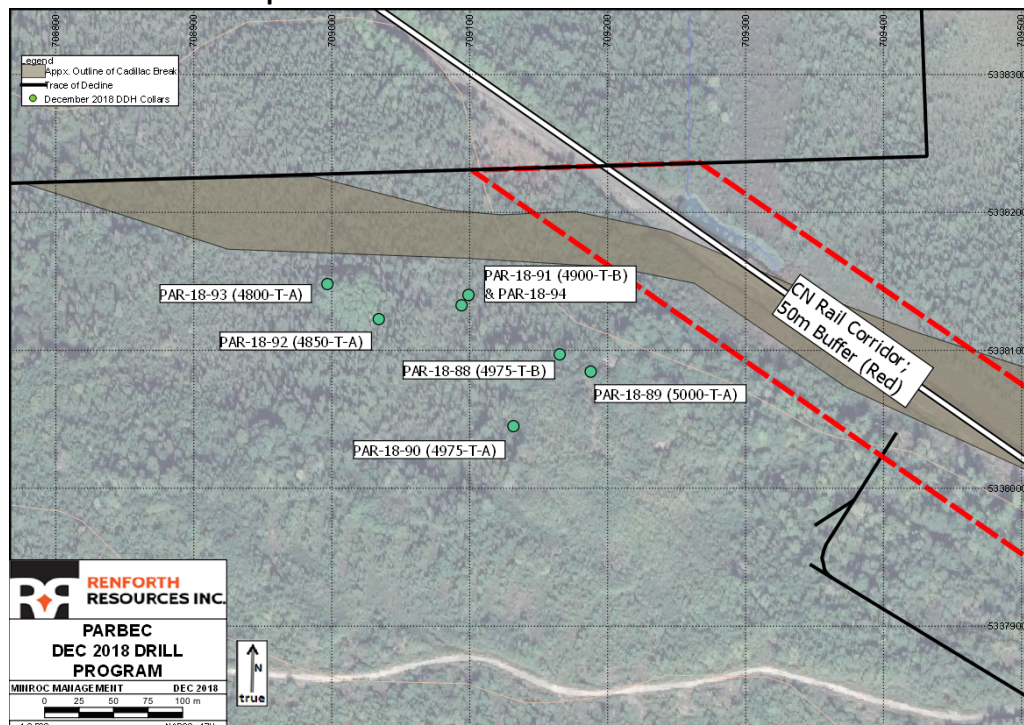 708800
708900
709000
709100
709200
709300
709400
709500
Legend
Appx. Outline of Cadillac Break
Trace of Decline
December 2018 DDH Collars
5338300
5338200
PAR-18-91 (4900-T-B)
& PAR-18-94
PAR-18-93 (4800-T-A)
CN Rail Corridor;
50m Buffer (Red)
PAR-18-92 (4850-T-A)
5338100
PAR-18-88 (4975-T-B)
PAR-18-89 (5000-T-A)
PAR-18-90 (4975-T-A)
5338000
RENFORTH
RESOURCES INC.
PARBEC
DEC 2018 DRILL
PROGRAM
5337900
N
true
MINROC MANAGEMENT DEC 2018
0 25 50 75 100 m